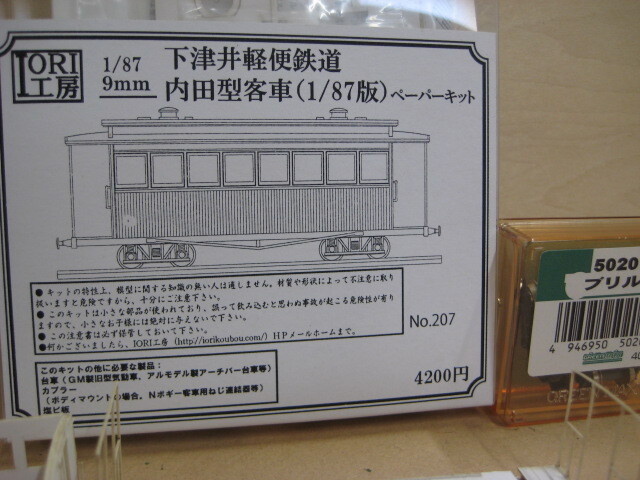 IORI
工房
1/87
9mm
下津井軽便鉄道
内田型客車(1/87版)ペーパーキット
●キットの特性上、模型に関する知識の無い人は適しません。材質や形状によって不注意に取り
扱いますと危険ですから、十分にご注意下さい。
●このキットは小さな部品が使われており、誤って飲み込むと思わぬ事故が起こる危険性が有り
ますので、小さなお子様には絶対に与えないで下さい。
●この注意書は必ず保管しておいて下さい。
●何かございましたら、IORI工房(http://iorikoubou.com/)HPメールホームまで。
No.207
このキットの他に必要な製品:
台車(GM製旧型気動車、アルモデル製アーチバー台車等)
カプラー
(ボディマウントの場合、Nボギー客車用ねじ連結器等)
塩ビ板
4200円
5020
プリル
4 946950 502